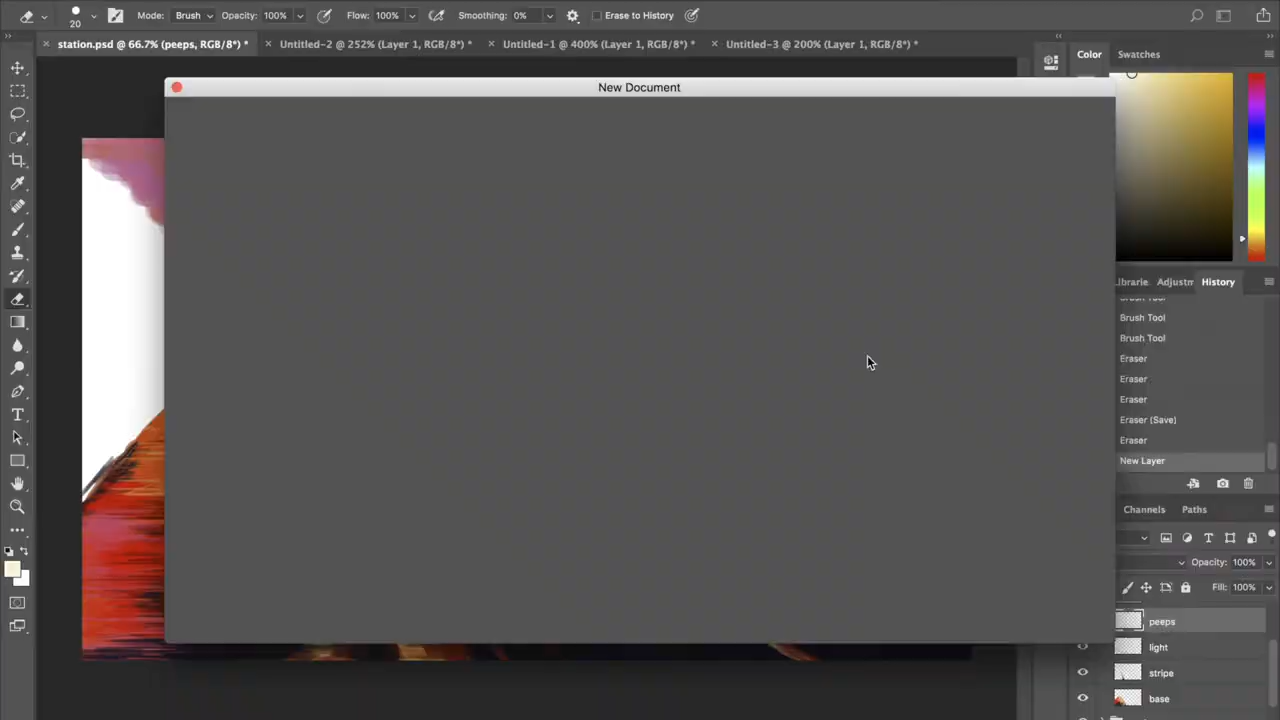 20
Mode: Brush Opacity: 100% Flow: 100% Smoothing: 0% Erase to History
station.psd @ 66.7% (peeps, RGB/8*) * Untitled-2 @ 252% (Layer 1, RGB/8*) * Untitled-1 @ 400% (Layer 1, RGB/8*) * Untitled-3 @ 200% (Layer 1, RGB/8*) *
Color Swatches
New Document
Adjustm History
Brush Tool
Brush Tool
Eraser
Eraser
Eraser
Eraser (Save)
Eraser
New Layer
Channels Paths
Opacity: 100%
Fill: 100%
peeps
light
stripe
base